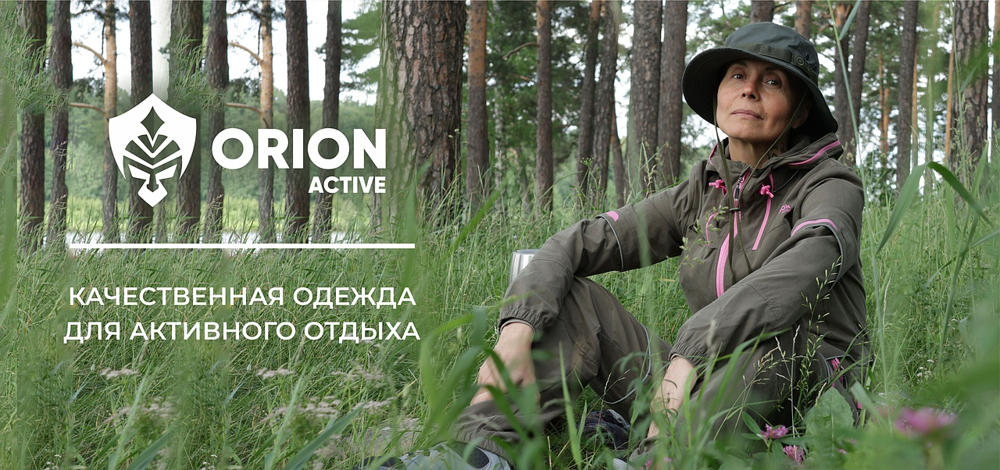 ORION
ACTIVE
КАЧЕСТВЕННАЯ ОДЕЖДА
ДЛЯ АКТИВНОГО ОТДЫХА